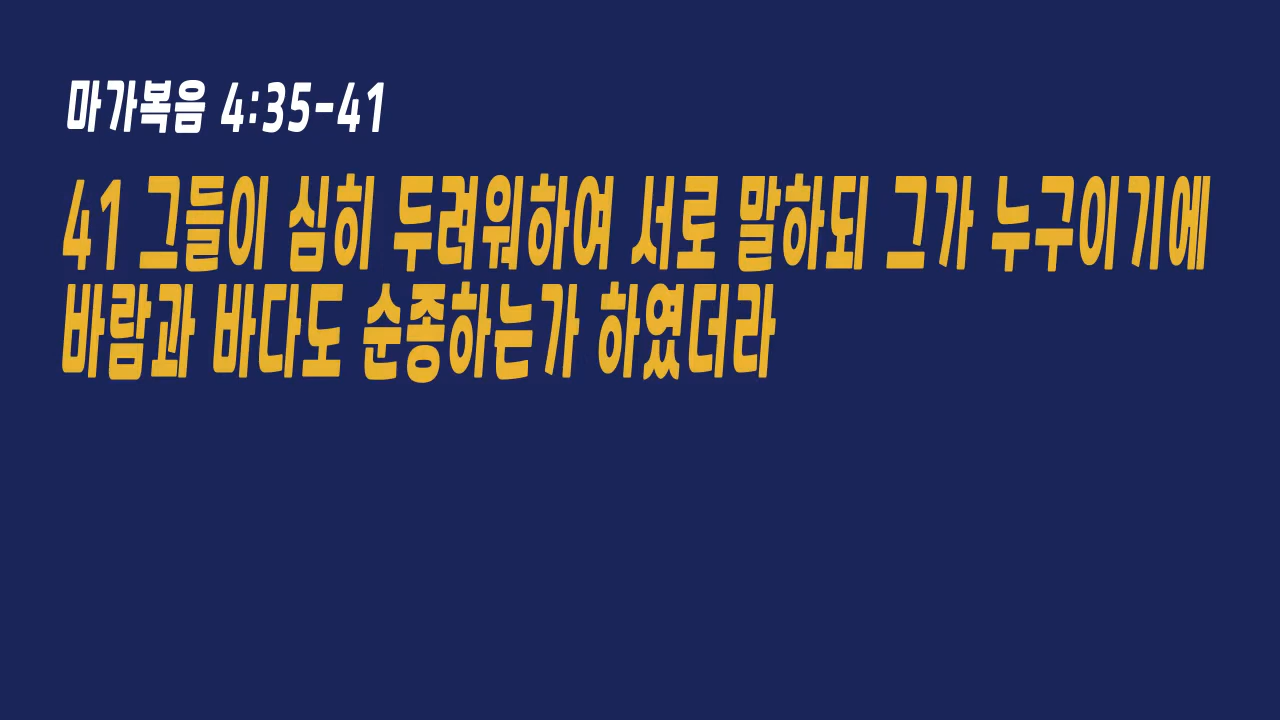 마가복음 4:35-41
41 그들이 심히 두려워하여 서로 말하되 그가 누구이기에
바람과 바다도 순종하는가 하였더라